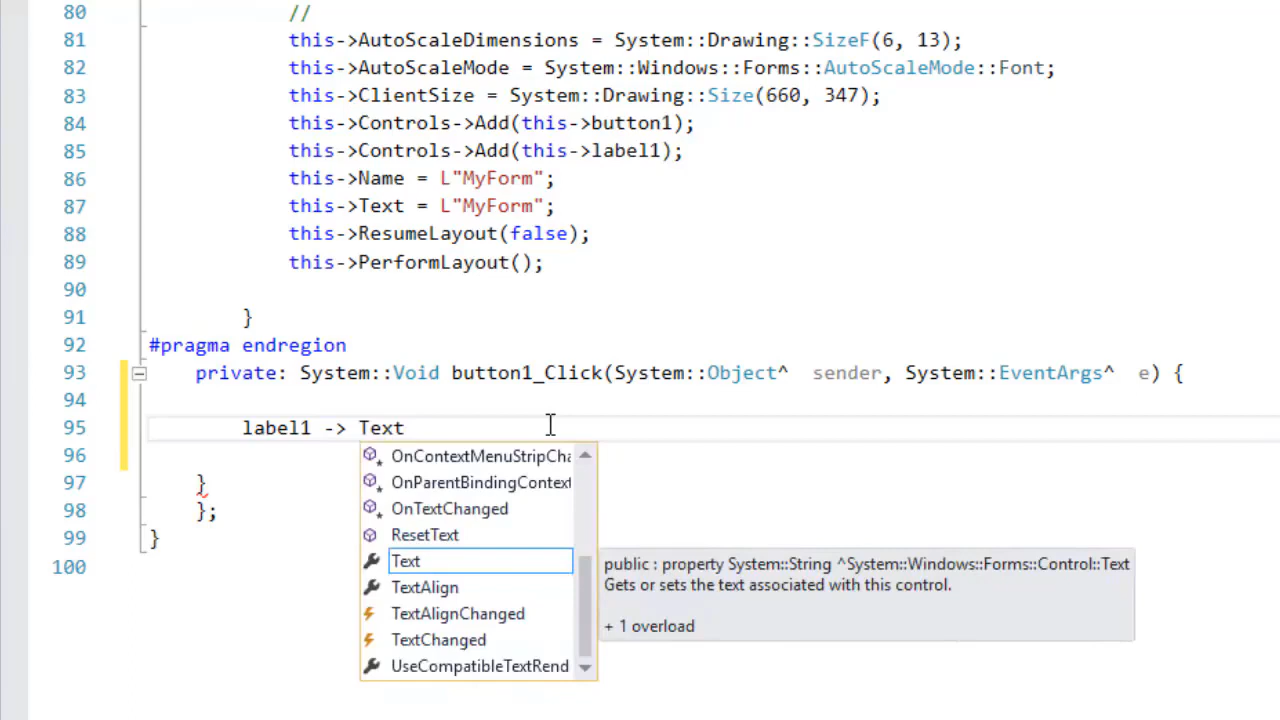 80 //
81 this->AutoScaleDimensions = System::Drawing::SizeF(6, 13);
82 this->AutoScaleMode = System::Windows::Forms::AutoScaleMode::Font;
83 this->ClientSize = System::Drawing::Size(660, 347);
84 this->Controls->Add(this->button1);
85 this->Controls->Add(this->label1);
86 this->Name = L"MyForm";
87 this->Text = L"MyForm";
88 this->ResumeLayout(false);
89 this->PerformLayout();
90
91 }
92 #pragma endregion
93 private: System::Void button1_Click(System::Object^ sender, System::EventArgs^ e) {
94
95 label1 -> Text
96
97 }
98 };
99 }
100
OnContextMenuStripCha
OnParentBindingContext
OnTextChanged
ResetText
Text
TextAlign
TextAlignChanged
TextChanged
UseCompatibleTextRend
public : property System::String ^System::Windows::Forms::Control::Text
Gets or sets the text associated with this control.
+ 1 overload